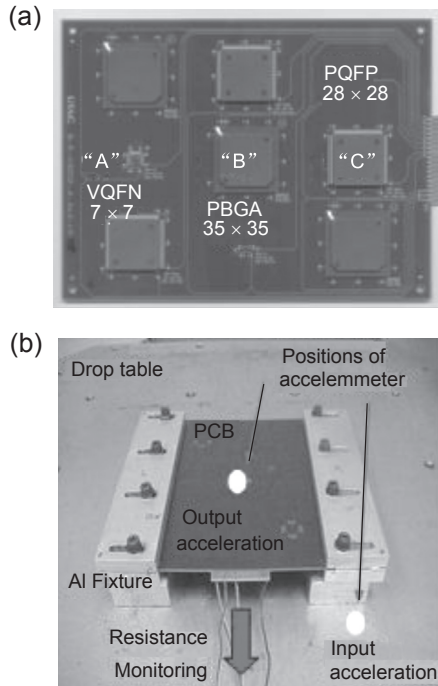 (a)
PQFP
28 × 28
“A”
“B”
“C”
VQFN
7 × 7
PBGA
35 × 35
(b)
Drop table
Positions of
accelemmeter
PCB
Output
acceleration
Al Fixture
Resistance
Monitoring
Input
acceleration